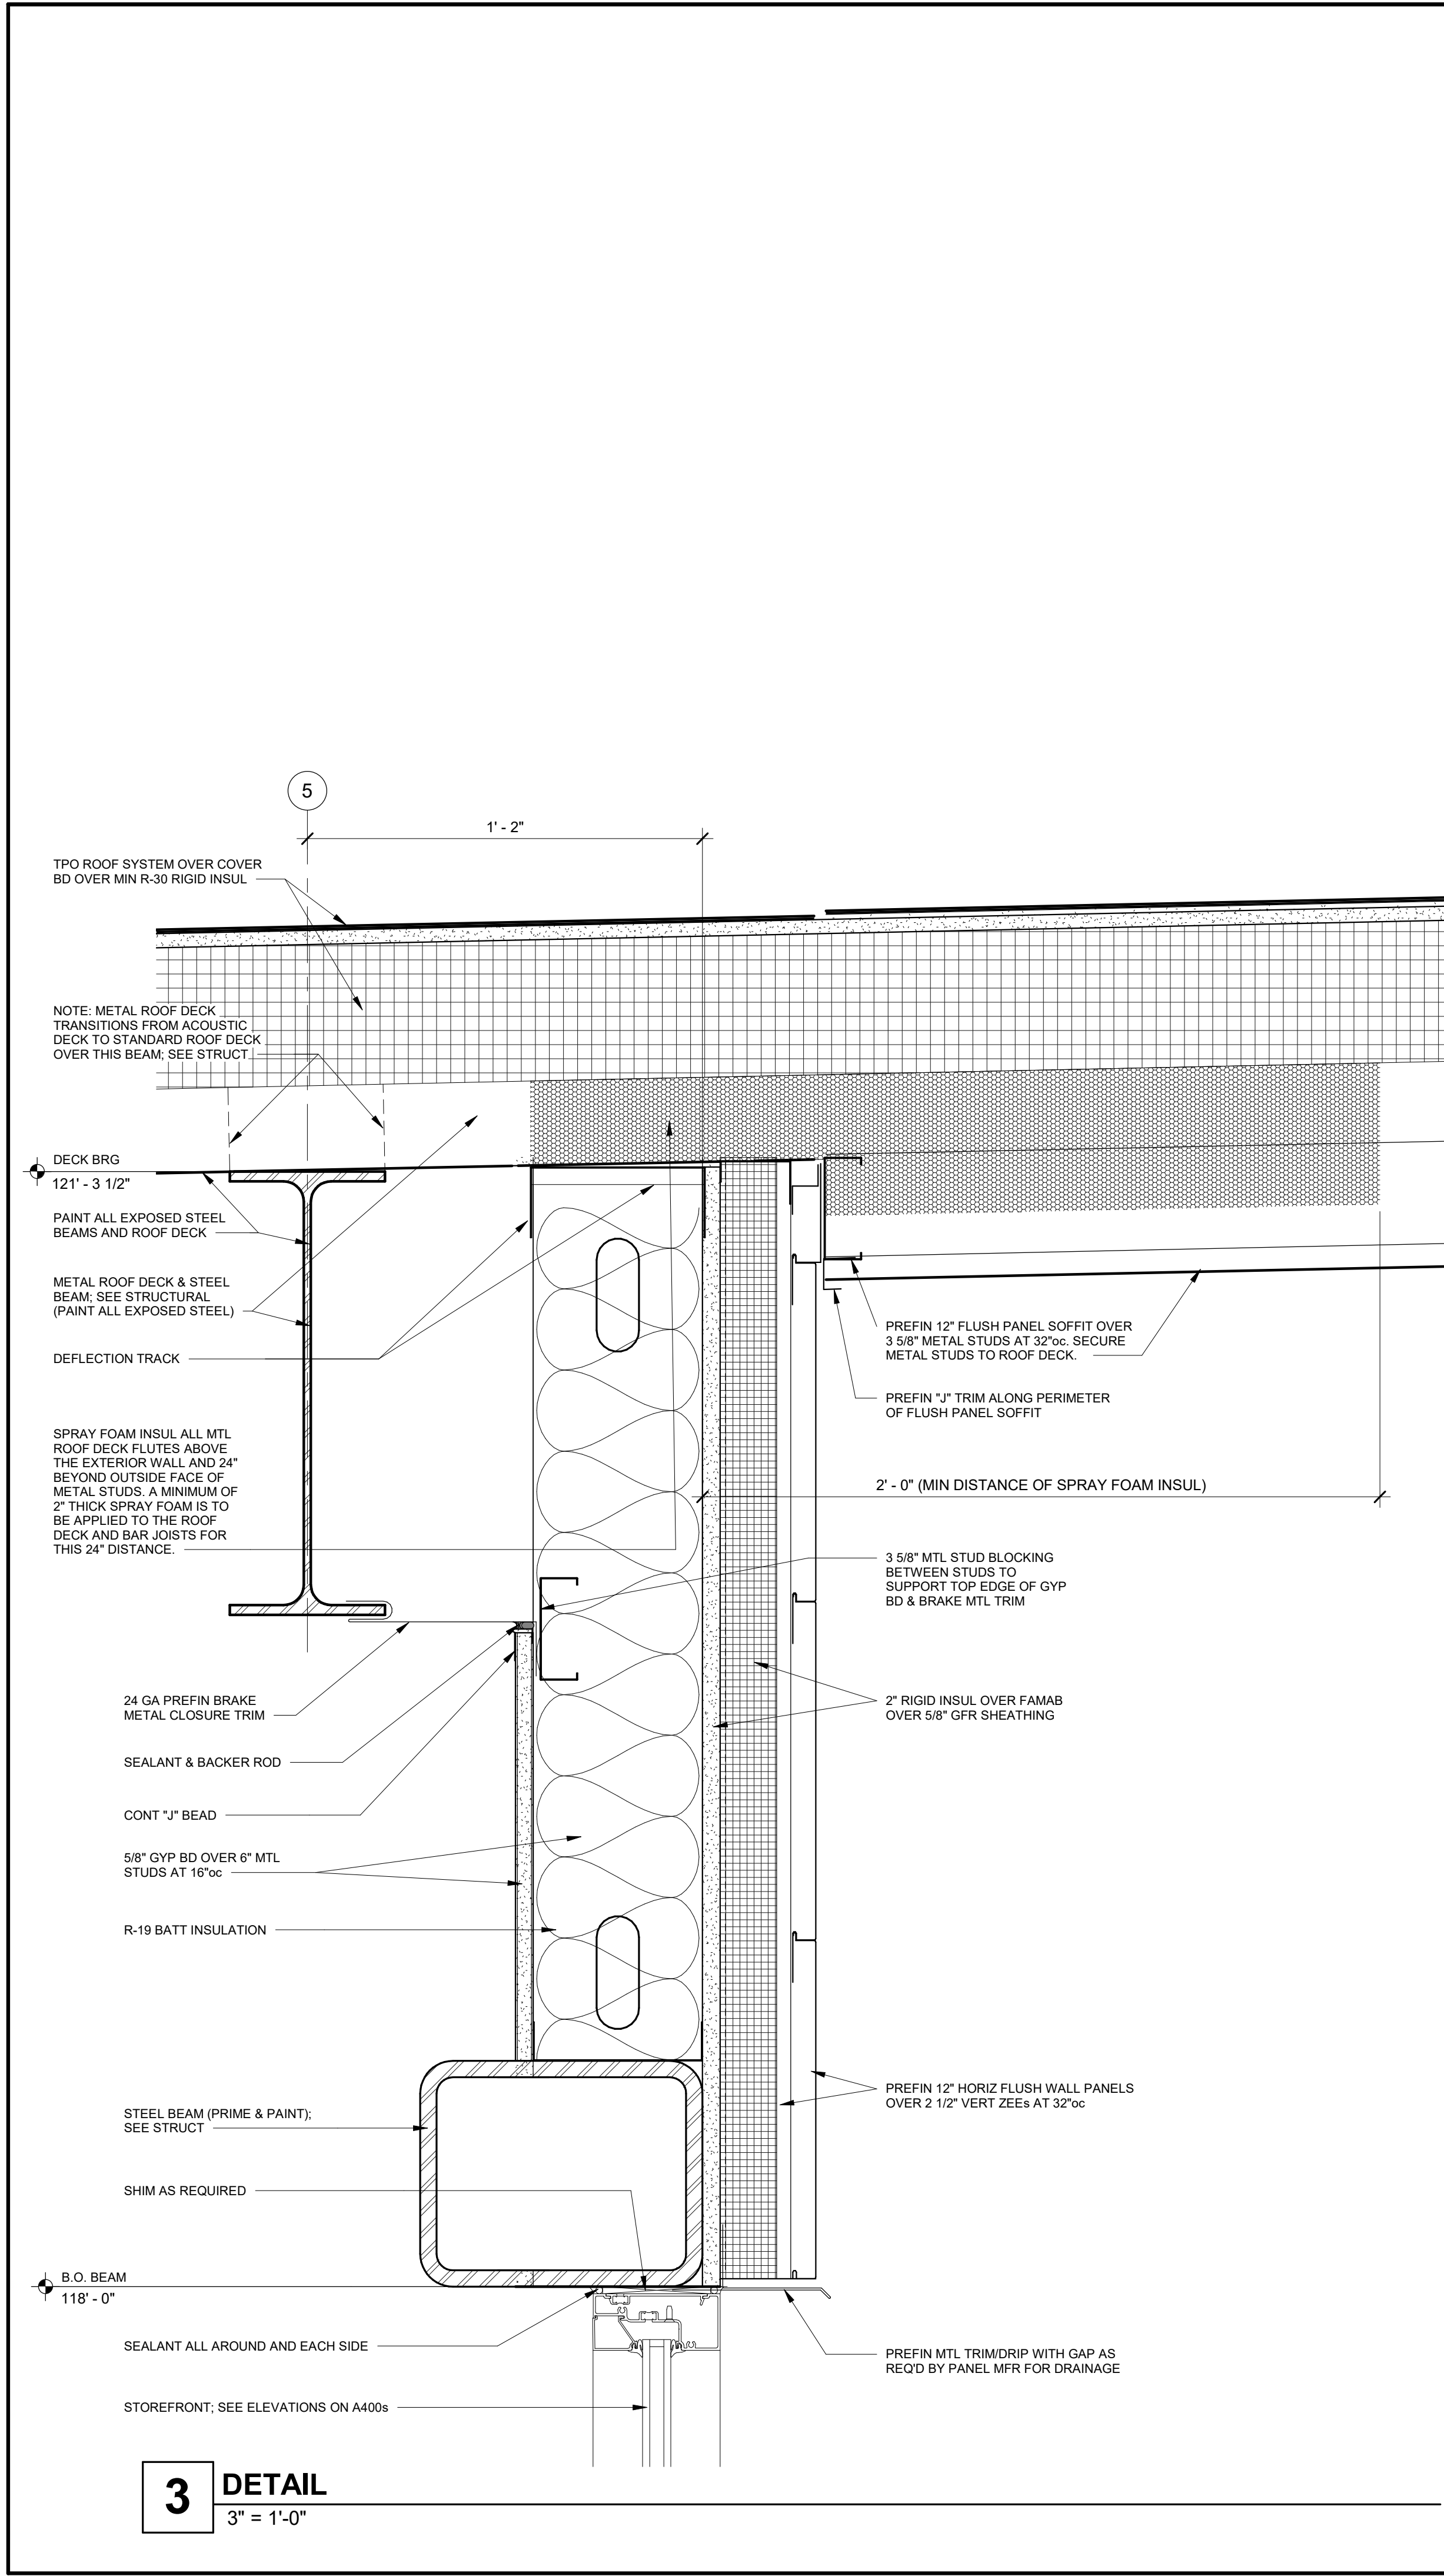 5
1' - 2"
TPO ROOF SYSTEM OVER COVER
BD OVER MIN R-30 RIGID INSUL
NOTE: METAL ROOF DECK
TRANSITIONS FROM ACOUSTIC
DECK TO STANDARD ROOF DECK
OVER THIS BEAM; SEE STRUCT
DECK BRG
121' - 3 1/2"
PAINT ALL EXPOSED STEEL
BEAMS AND ROOF DECK
METAL ROOF DECK & STEEL
BEAM; SEE STRUCTURAL
(PAINT ALL EXPOSED STEEL)
DEFLECTION TRACK
SPRAY FOAM INSUL ALL MTL
ROOF DECK FLUTES ABOVE
THE EXTERIOR WALL AND 24"
BEYOND OUTSIDE FACE OF
METAL STUDS. A MINIMUM OF
2" THICK SPRAY FOAM IS TO
BE APPLIED TO THE ROOF
DECK AND BAR JOISTS FOR
THIS 24" DISTANCE.
PREFIN 12" FLUSH PANEL SOFFIT OVER
3 5/8" METAL STUDS AT 32"oc. SECURE
METAL STUDS TO ROOF DECK.
PREFIN "J" TRIM ALONG PERIMETER
OF FLUSH PANEL SOFFIT
2' - 0" (MIN DISTANCE OF SPRAY FOAM INSUL)
3 5/8" MTL STUD BLOCKING
BETWEEN STUDS TO
SUPPORT TOP EDGE OF GYP
BD & BRAKE MTL TRIM
24 GA PREFIN BRAKE
METAL CLOSURE TRIM
2" RIGID INSUL OVER FAMAB
OVER 5/8" GFR SHEATHING
SEALANT & BACKER ROD
CONT "J" BEAD
5/8" GYP BD OVER 6" MTL
STUDS AT 16"oc
R-19 BATT INSULATION
PREFIN 12" HORIZ FLUSH WALL PANELS
OVER 2 1/2" VERT ZEEs AT 32"oc
STEEL BEAM (PRIME & PAINT);
SEE STRUCT
SHIM AS REQUIRED
B.O. BEAM
118' - 0"
SEALANT ALL AROUND AND EACH SIDE
PREFIN MTL TRIM/DRIP WITH GAP AS
REQ'D BY PANEL MFR FOR DRAINAGE
STOREFRONT; SEE ELEVATIONS ON A400s
3 DETAIL
3" = 1'-0"